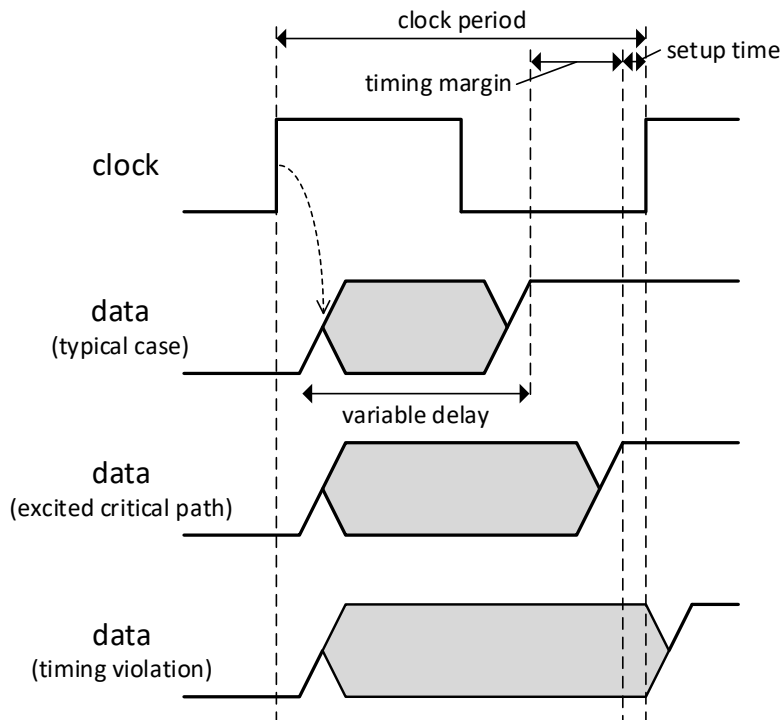 clock period
setup time
timing margin
clock
data
(typical case)
variable delay
data
(excited critical path)
data
(timing violation)